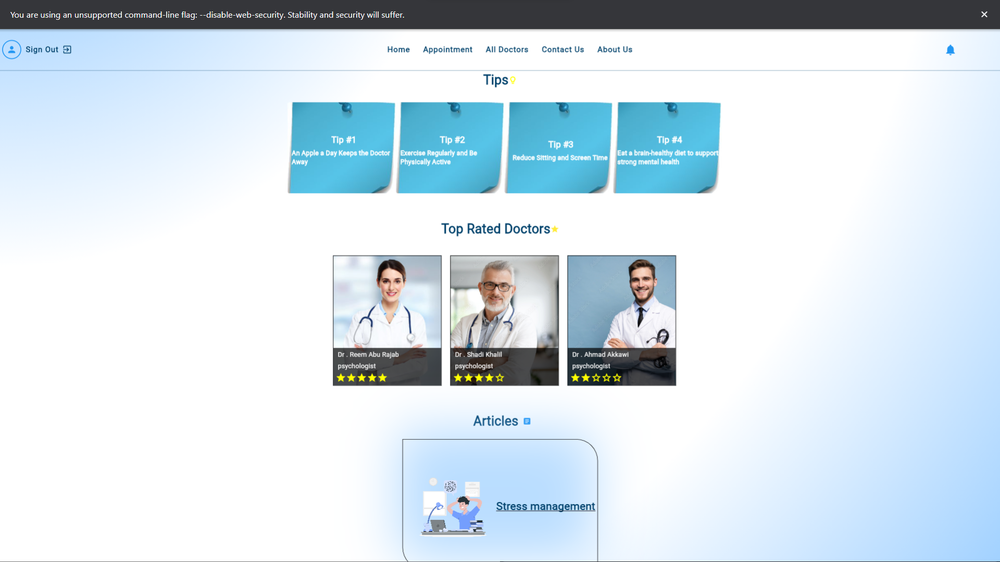 You are using an unsupported command-line flag: --disable-web-security. Stability and security will suffer.
Sign Out
Home
Appointment
All Doctors
Contact Us
About Us
Tips
Tip #1
An Apple a Day Keeps the Doctor
Away
Tip #2
Exercise Regularly and Be
Physically Active
Tip #3
Reduce Sitting and Screen Time
Tip #4
Eat a brain-healthy diet to support
strong mental health
Top Rated Doctors
Dr . Reem Abu Rajab
psychologist
Dr . Shadi Khalil
psychologist
Dr . Ahmad Akkawi
psychologist
Articles
Stress management